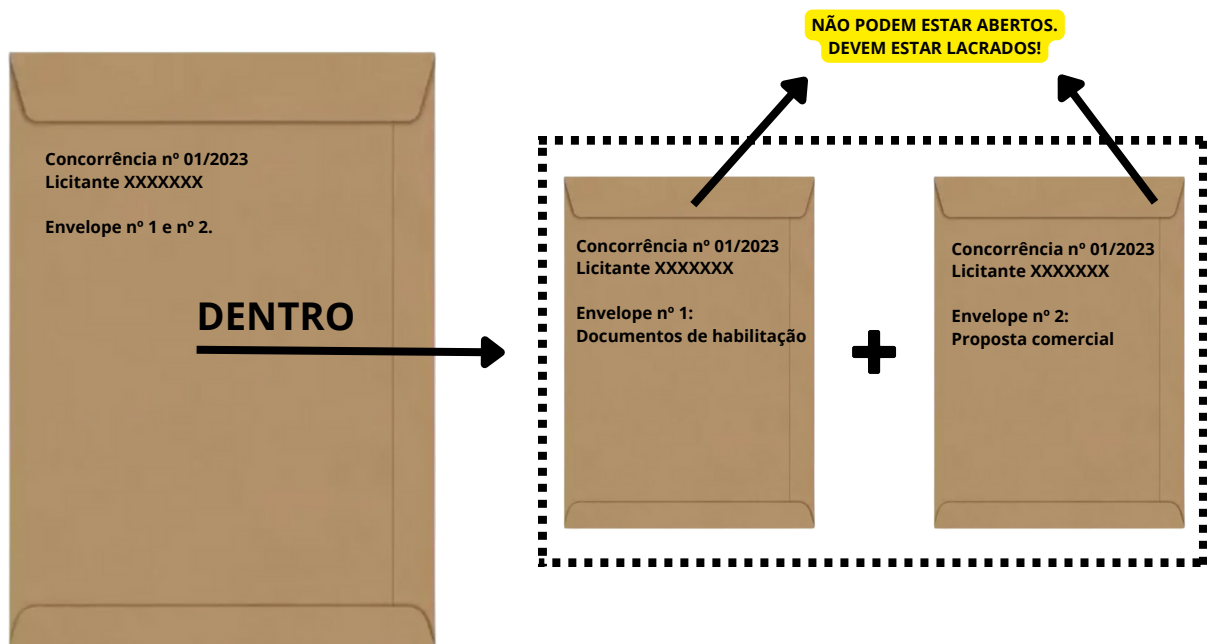 NÃO PODEM ESTAR ABERTOS.
DEVEM ESTAR LACRADOS!
Concorrência nº 01/2023
Licitante XXXXXXX
Envelope nº 1 e nº 2.
DENTRO
Concorrência nº 01/2023
Licitante XXXXXXX
Envelope nº 1:
Documentos de habilitação
Concorrência nº 01/2023
Licitante XXXXXXX
Envelope nº 2:
Proposta comercial